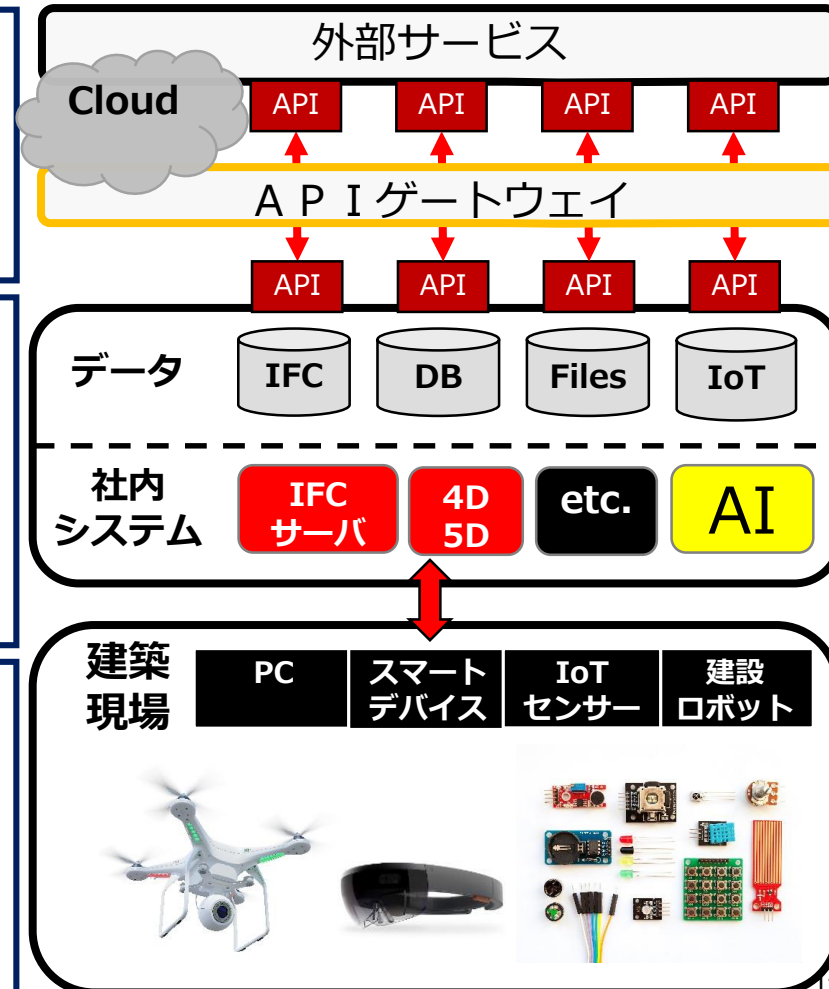 外部サービス
Cloud
API API API API
ＡＰＩゲートウェイ
API API API API
データ
IFC DB Files IoT
社内
システム
IFC
サーバ
4D
5D
etc.
AI
建築
現場
PC
スマート
デバイス
IoT
センサー
建設
ロボット